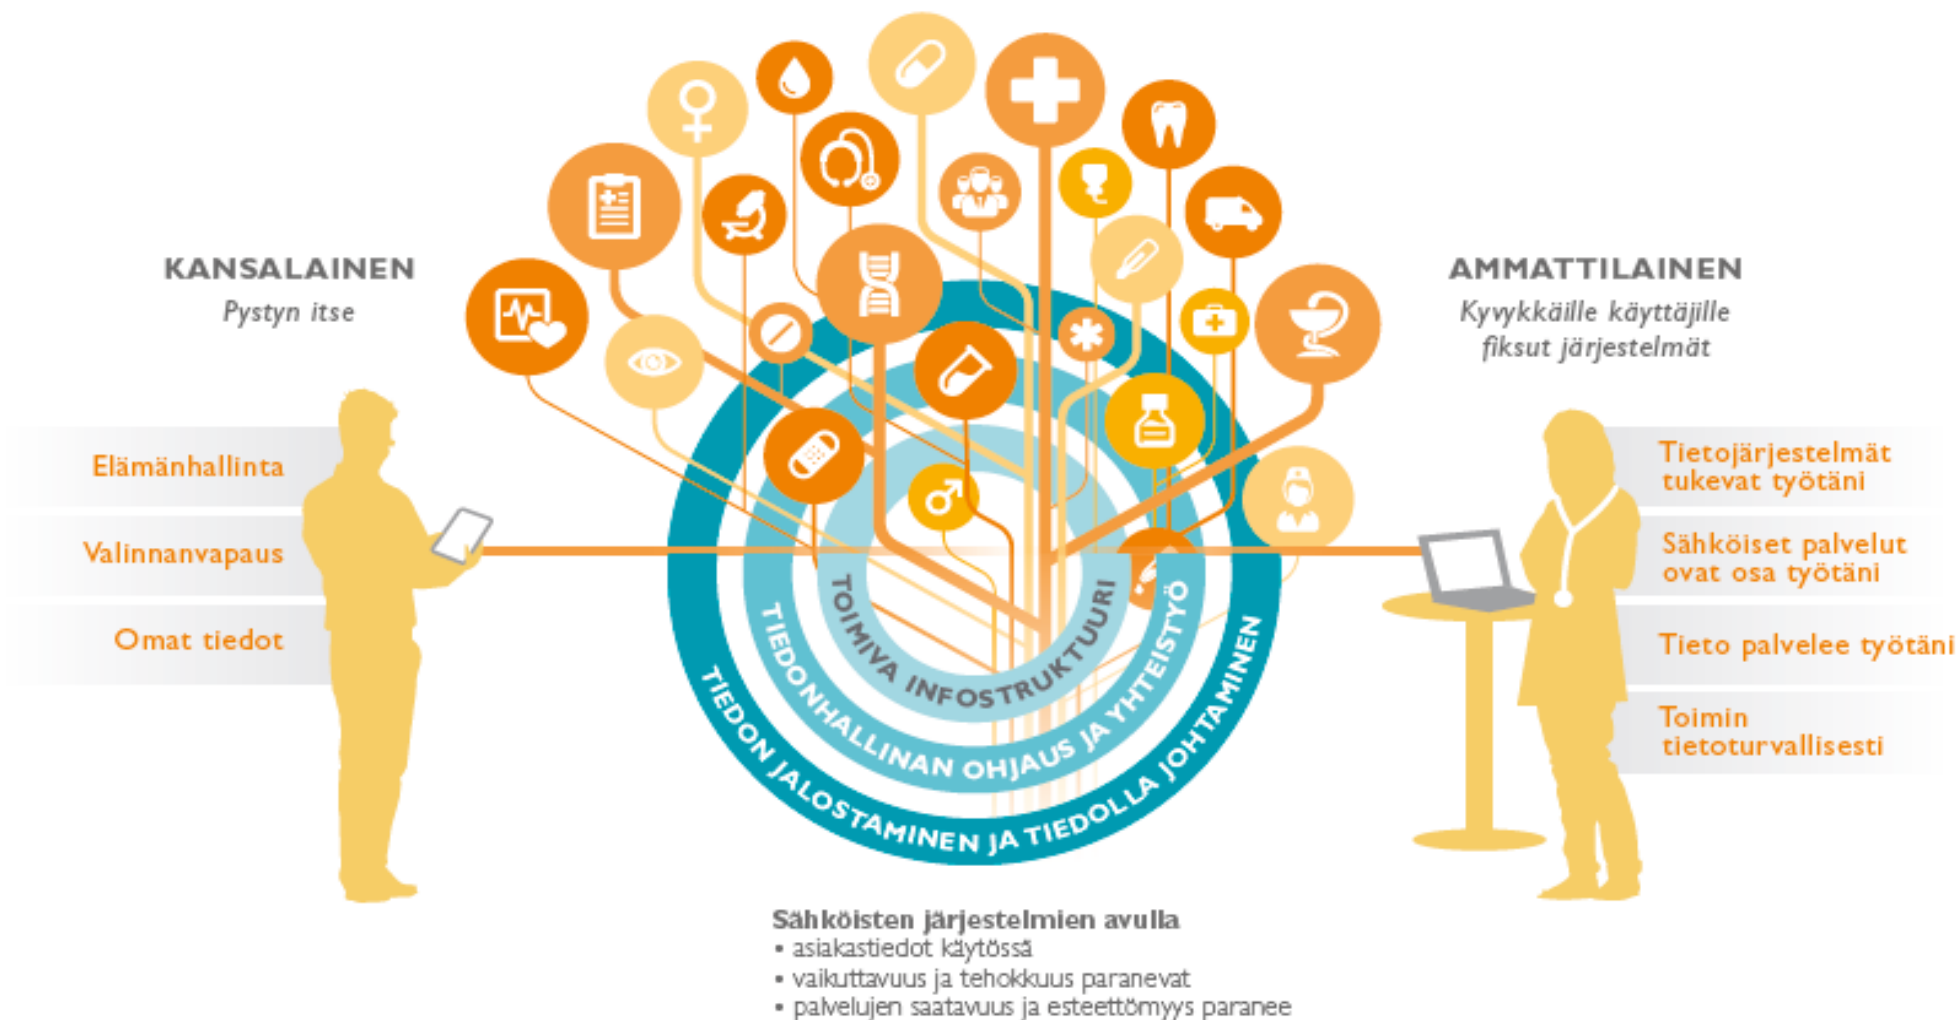 KANSALAINEN
Pystyn itse
Elämänhallinta
Valinnanvapaus
Omat tiedot
TOIMIVA INFOSTRUKTUURI
TIEDONHALLINAN OHJAUS JA YHTEISTYÖ
TIEDON JALOSTAMINEN JA TIEDOLLA JOHTAMINEN
AMMATTILAINEN
Kyvykkäille käyttäjille
fiksut järjestelmät
Tietojärjestelmät
tukevat työtäni
Sähköiset palvelut
ovat osa työtäni
Tieto palvelee työtäni
Toimin
tietoturvallisesti
Sähköisten järjestelmien avulla
• asiakastiedot käytössä
• vaikuttavuus ja tehokkuus paranevat
• palvelujen saatavuus ja esteettömyys paranee